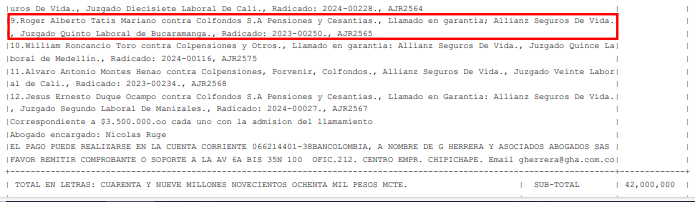 uros De Vida., Juzgado Diecisiete Laboral De Cali., Radicado: 2024-00228., AJR2564
9.Roger Alberto Tatis Mariano contra Colfondos S.A Pensiones y Cesantias., Llamado en garantia; Allianz Seguros De Vida.
, Juzgado Quinto Laboral de Bucaramanga., Radicado: 2023-00250., AJR2565
10.William Roncancio Toro contra Colpensiones y Otros., Llamado en garantia: Allianz Seguros De Vida., Juzgado Quince La
boral de Medellin., Radicado: 2024-00116, AJR2575
11.Alvaro Antonio Montes Henao contra Colpensiones, Porvenir, Colfondos., Allianz Seguros De Vida., Juzgado Veinte Labor
al de Cali., Radicado: 2023-00234., AJR2568
12.Jesus Ernesto Duque Ocampo contra Colfondos S.A Pensiones y Cesantias., Llamado en Garantia: Allianz Seguros De Vida.
, Juzgado Segundo Laboral De Manizales., Radicado: 2024-00027., AJR2567
Correspondiente a $3.500.000.oo cada uno con la admision del llamamiento
Abogado encargado: Nicolas Ruge
EL PAGO PUEDE REALIZARSE EN LA CUENTA CORRIENTE 066214401-38BANCOLOMBIA, A NOMBRE DE G HERRERA Y ASOCIADOS ABOGADOS SAS
FAVOR REMITIR COMPROBANTE O SOPORTE A LA AV 6A BIS 35N 100 OFIC.212. CENTRO EMPR. CHIPICHAPE. Email gherrera@gha.com.co
TOTAL EN LETRAS: CUARENTA Y NUEVE MILLONES NOVECIENTOS OCHENTA MIL PESOS MCTE. | SUB-TOTAL | 42,000,000